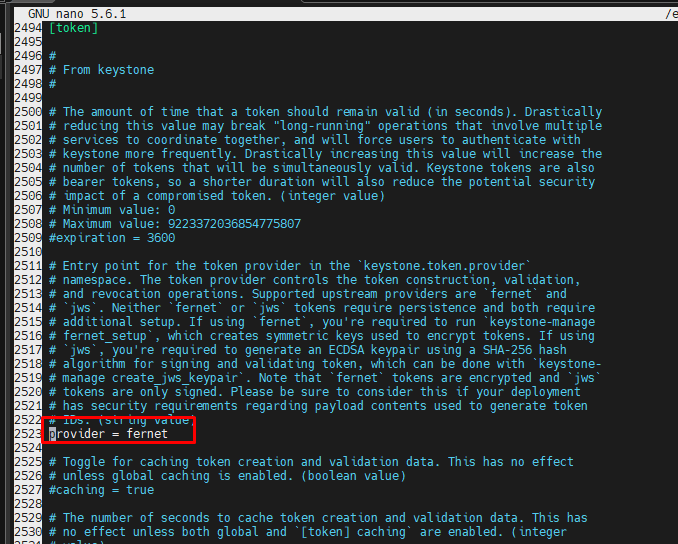 GNU nano 5.6.1 /e
2494 [token]
2495
2496 #
2497 # From keystone
2498 #
2499
2500 # The amount of time that a token should remain valid (in seconds). Drastically
2501 # reducing this value may break "long-running" operations that involve multiple
2502 # services to coordinate together, and will force users to authenticate with
2503 # keystone more frequently. Drastically increasing this value will increase the
2504 # number of tokens that will be simultaneously valid. Keystone tokens are also
2505 # bearer tokens, so a shorter duration will also reduce the potential security
2506 # impact of a compromised token. (integer value)
2507 # Minimum value: 0
2508 # Maximum value: 9223372036854775807
2509 #expiration = 3600
2510
2511 # Entry point for the token provider in the `keystone.token.provider`
2512 # namespace. The token provider controls the token construction, validation,
2513 # and revocation operations. Supported upstream providers are `fernet` and
2514 # `jws`. Neither `fernet` or `jws` tokens require persistence and both require
2515 # additional setup. If using `fernet`, you're required to run `keystone-manage
2516 # fernet_setup`, which creates symmetric keys used to encrypt tokens. If using
2517 # `jws`, you're required to generate an ECDSA keypair using a SHA-256 hash
2518 # algorithm for signing and validating token, which can be done with `keystone-
2519 # manage create_jws_keypair`. Note that `fernet` tokens are encrypted and `jws`
2520 # tokens are only signed. Please be sure to consider this if your deployment
2521 # has security requirements regarding payload contents used to generate token
2522 # IDs. (string value)
2523 provider = fernet
2524
2525 # Toggle for caching token creation and validation data. This has no effect
2526 # unless global caching is enabled. (boolean value)
2527 #caching = true
2528
2529 # The number of seconds to cache token creation and validation data. This has
2530 # no effect unless both global and `[token] caching` are enabled. (integer
# value)